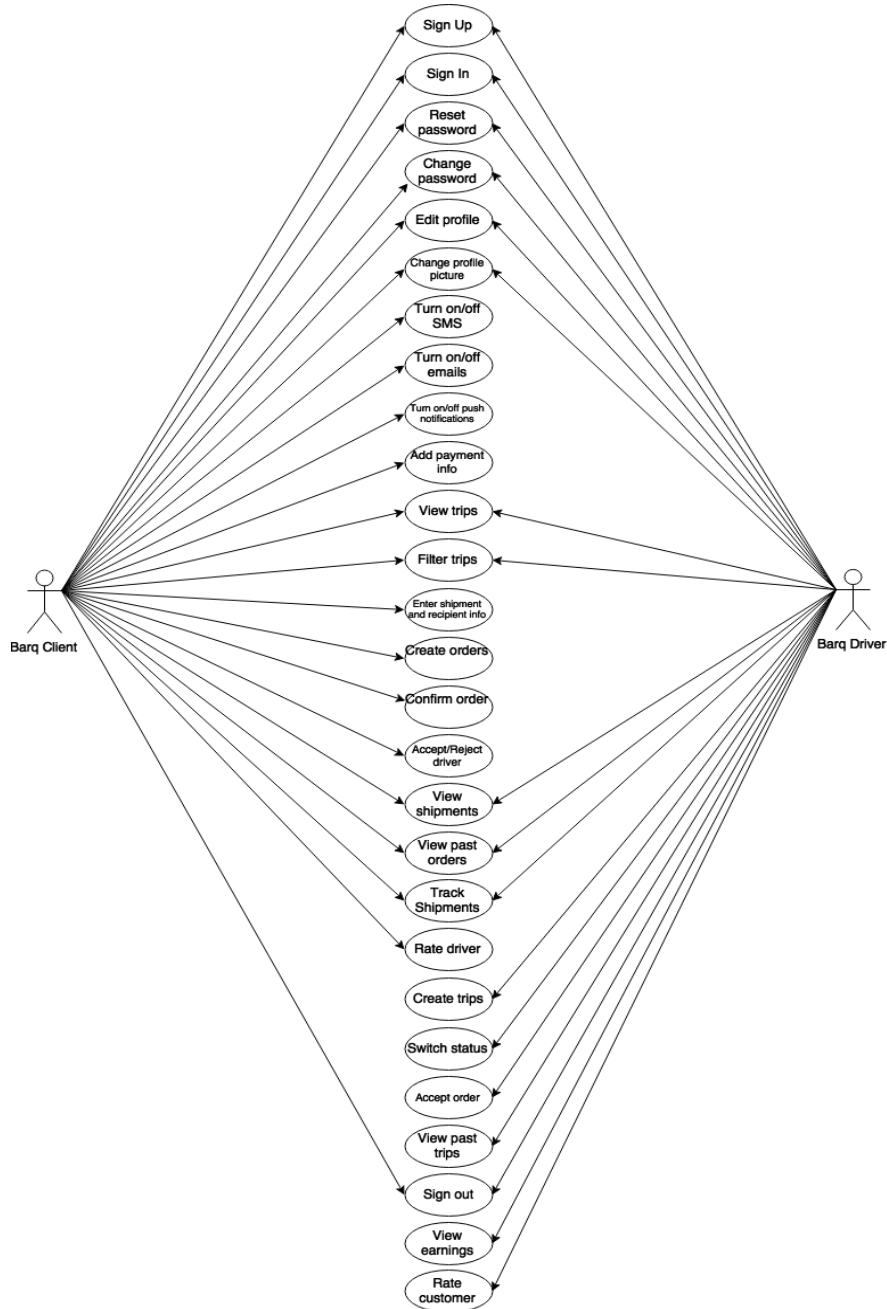 Sign Up
Sign In
Reset
password
Change
password
Edit profile
Change profile
picture
Turn on/off
SMS
Turn on/off
emails
Turn on/off push
notifications
Add payment
info
View trips
Filter trips
Enter shipment
and recipient info
Barq Client
Barq Driver
Create orders
Confirm order
Accept/Reject
driver
View
shipments
View past
orders
Track
Shipments
Rate driver
Create trips
Switch status
Accept order
View past
trips
Sign out
View
earnings
Rate
customer